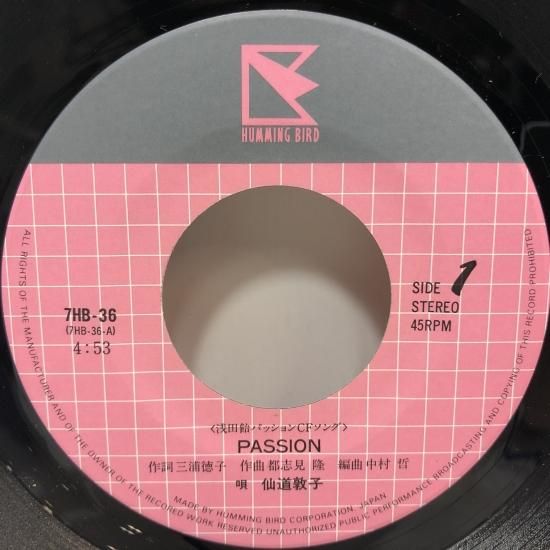 HUMMING BIRD
7HB-36
(7HB-36-A)
4:53
SIDE 1
STEREO
45RPM
〈浅田飴パッションCFソング〉
PASSION
作詞 三浦徳子 作曲 都志見 隆 編曲 中村 哲
唄 仙道敦子
MADE BY HUMMING BIRD CORPORATION, JAPAN
ALL RIGHTS OF THE MANUFACTURER AND OF THE OWNER OF THE RECORDED WORK RESERVED UNAUTHORIZED PUBLIC PERFORMANCE BROADCASTING AND COPYING OF THIS RECORD PROHIBITED